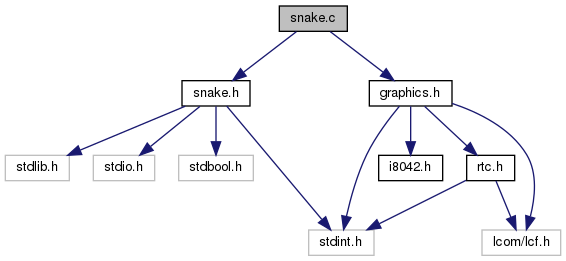 snake.c
snake.h
graphics.h
stdlib.h
stdio.h
stdbool.h
i8042.h
rtc.h
stdint.h
lcom/lcf.h